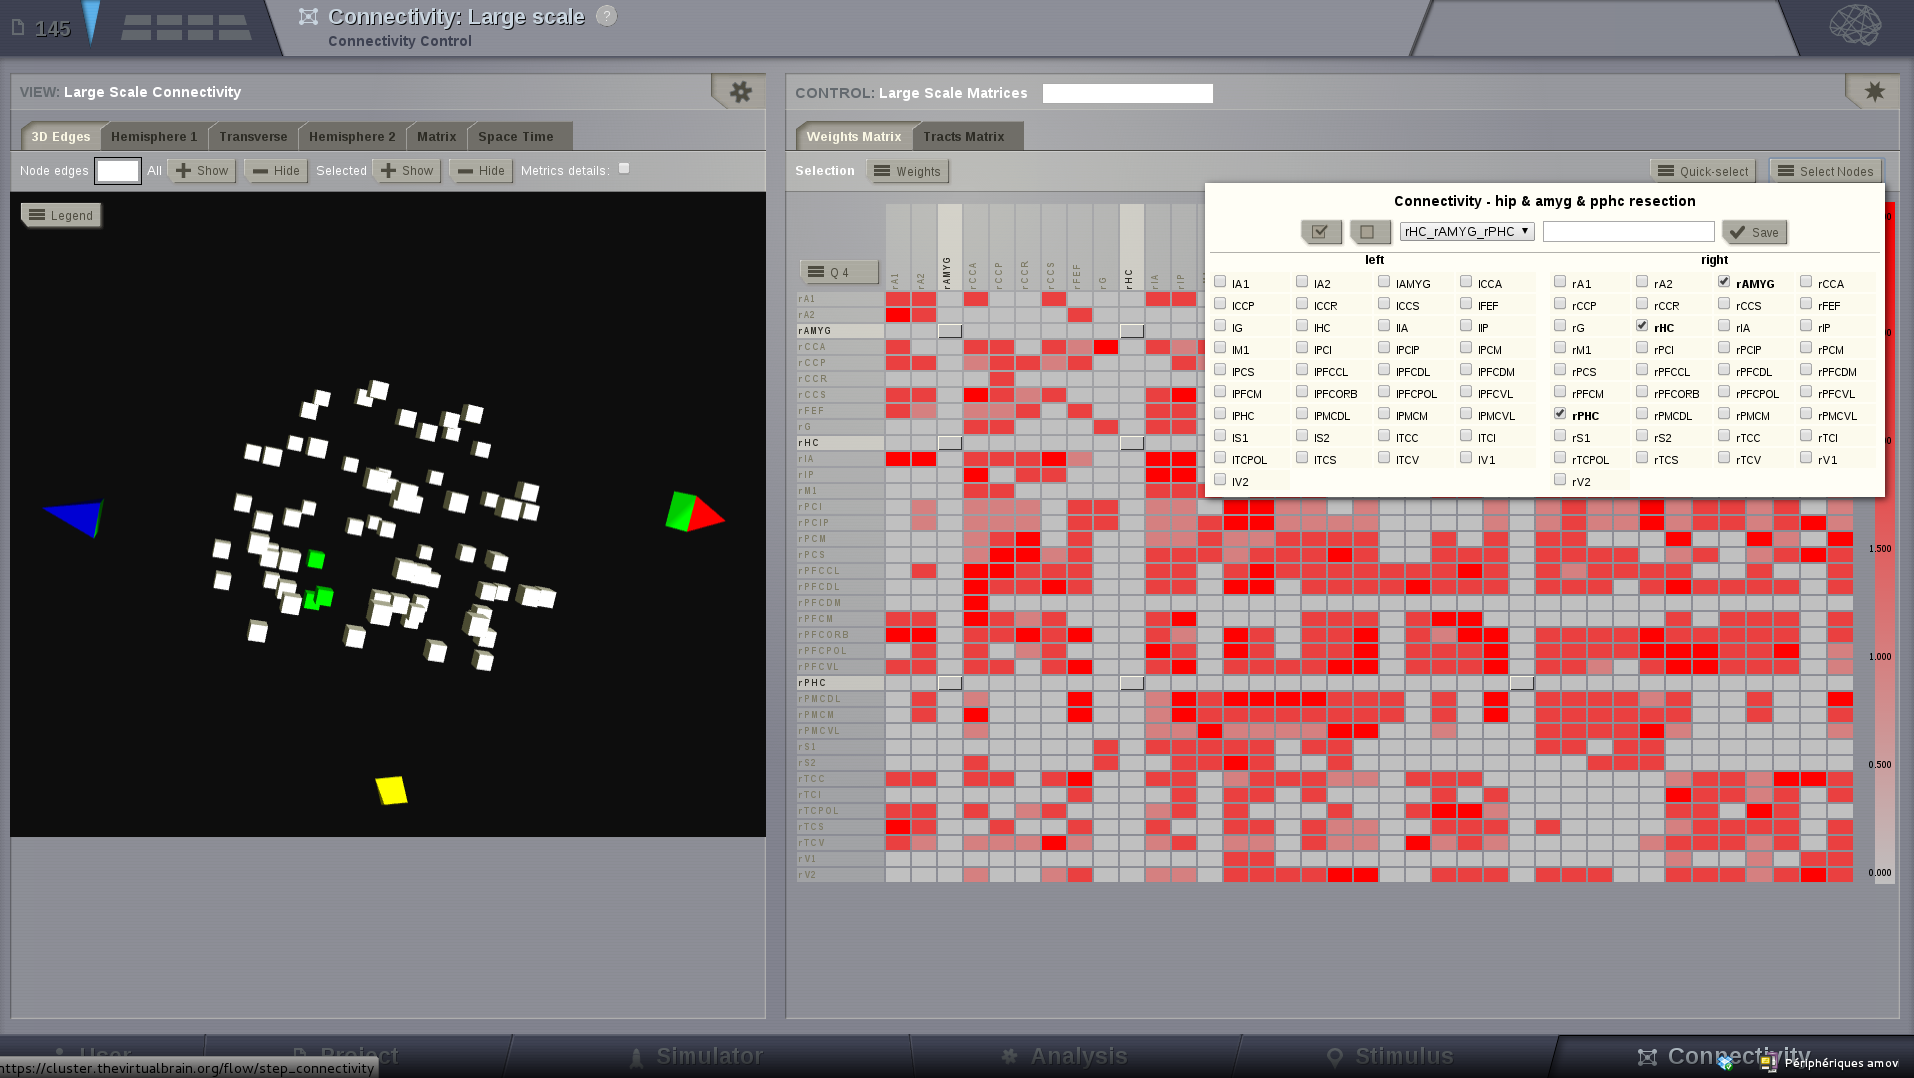 145
Connectivity: Large scale ?
Connectivity Control
VIEW: Large Scale Connectivity
3D Edges Hemisphere 1 Transverse Hemisphere 2 Matrix Space Time
Node edges All Show Hide Selected Show Hide Metrics details:
Legend
CONTROL: Large Scale Matrices
Weights Matrix Tracts Matrix
Selection Weights Quick-select Select Nodes
Connectivity - hip & amyg & pphc resection
rHC_rAMYG_rPHC Save
left right
lA1 lA2 lAMYG lCCA rA1 rA2 rAMYG rCCA
lCCP lCCR lCCS lFEF rCCP rCCR rCCS rFEF
lG lHC lIA lIP rG rHC rIA rIP
lM1 lPCI lPCIP lPCM rM1 rPCI rPCIP rPCM
lPCS lPFCCL lPFCDL lPFCDM rPCS rPFCCL rPFCDL rPFCDM
lPFCM lPFCORB lPFCPOL lPFCVL rPFCM rPFCORB rPFCPOL rPFCVL
lPHC lPMCDL lPMCM lPMCVL rPHC rPMCDL rPMCM rPMCVL
lS1 lS2 lTCC lTCI rS1 rS2 rTCC rTCI
lTCPOL lTCS lTCV lV1 rTCPOL rTCS rTCV rV1
lV2 rV2
Q 4
rA1 rA2 rAMYG rCCA rCCP rCCR rCCS rFEF rG rHC rIA rIP
rA1
rA2
rAMYG
rCCA
rCCP
rCCR
rCCS
rFEF
rG
rHC
rIA
rIP
rM1
rPCI
rPCIP
rPCM
rPCS
rPFCCL
rPFCDL
rPFCDM
rPFCM
rPFCORB
rPFCPOL
rPFCVL
rPHC
rPMCDL
rPMCM
rPMCVL
rS1
rS2
rTCC
rTCI
rTCPOL
rTCS
rTCV
rV1
rV2
1.500
1.000
0.500
0.000
User Project Simulator Analysis Stimulus Connectivity
https://cluster.thevirtualbrain.org/flow/step_connectivity
Périphériques amov